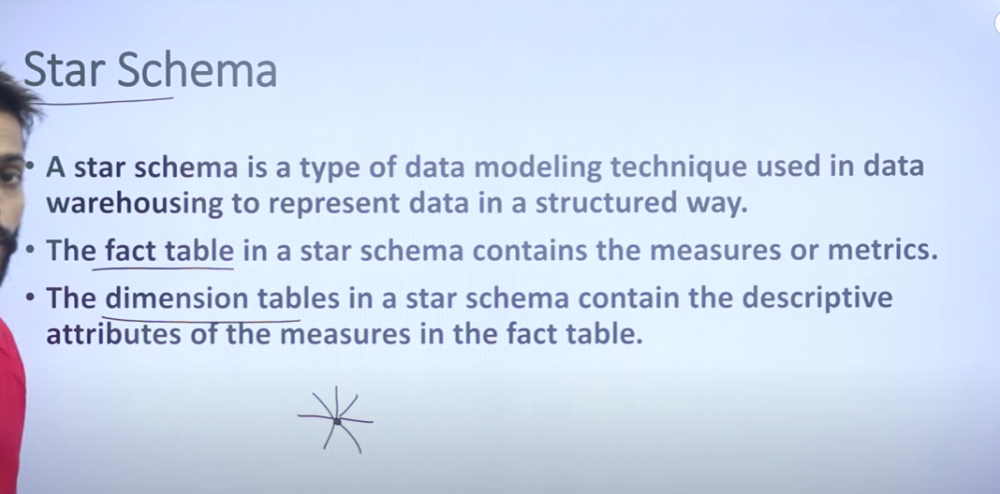 Star Schema
• A star schema is a type of data modeling technique used in data
warehousing to represent data in a structured way.
• The fact table in a star schema contains the measures or metrics.
• The dimension tables in a star schema contain the descriptive
attributes of the measures in the fact table.